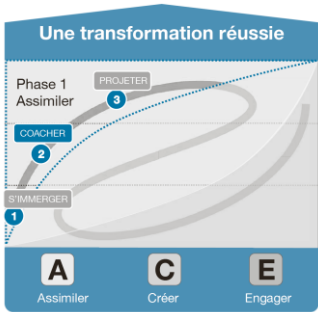 Une transformation réussie
Phase 1
Assimiler
PROJETER
3
COACHER
2
S'IMMERGER
1
A
C
E
Assimiler
Créer
Engager